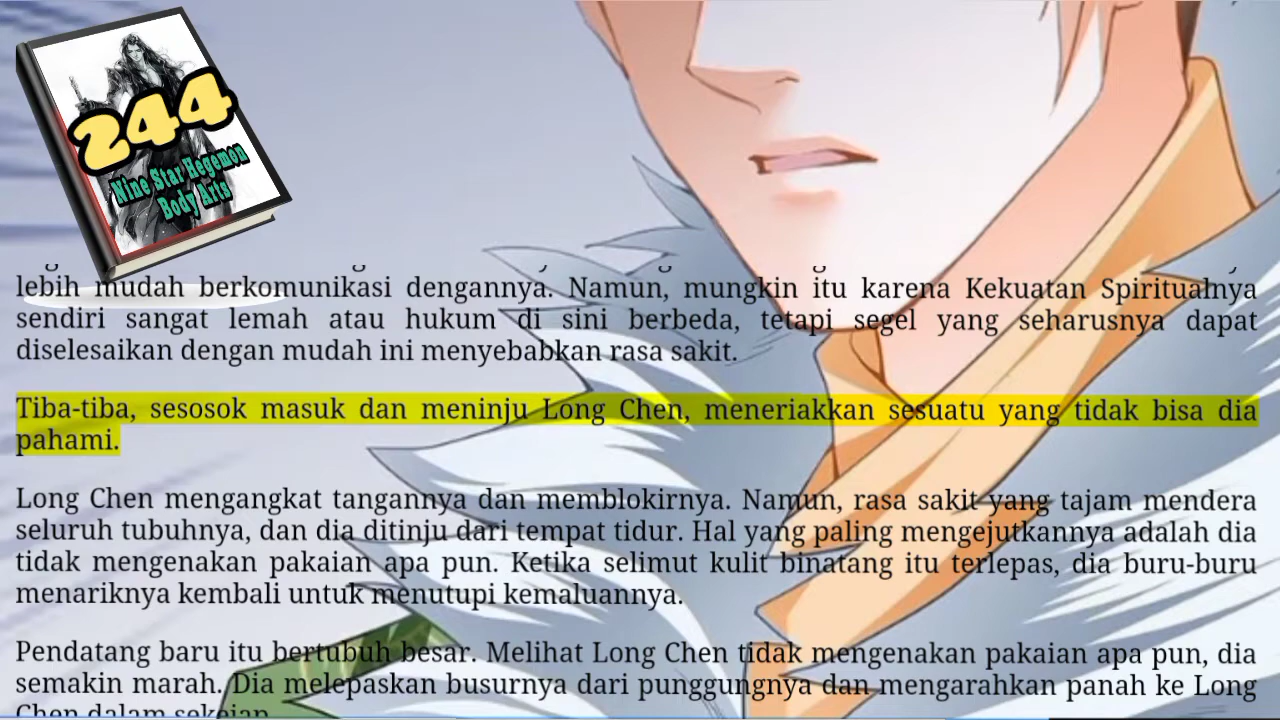 244
Nine Star Hegemon
Body Arts
lebih mudah berkomunikasi dengannya. Namun, mungkin itu karena Kekuatan Spiritualnya
sendiri sangat lemah atau hukum di sini berbeda, tetapi segel yang seharusnya dapat
diselesaikan dengan mudah ini menyebabkan rasa sakit.
Tiba-tiba, sesosok masuk dan meninju Long Chen, meneriakkan sesuatu yang tidak bisa dia
pahami.
Long Chen mengangkat tangannya dan memblokirnya. Namun, rasa sakit yang tajam mendera
seluruh tubuhnya, dan dia ditinju dari tempat tidur. Hal yang paling mengejutkannya adalah dia
tidak mengenakan pakaian apa pun. Ketika selimut kulit binatang itu terlepas, dia buru-buru
menariknya kembali untuk menutupi kemaluannya.
Pendatang baru itu bertubuh besar. Melihat Long Chen tidak mengenakan pakaian apa pun, dia
semakin marah. Dia melepaskan busurnya dari punggungnya dan mengarahkan panah ke Long
Chen dalam sekejap.